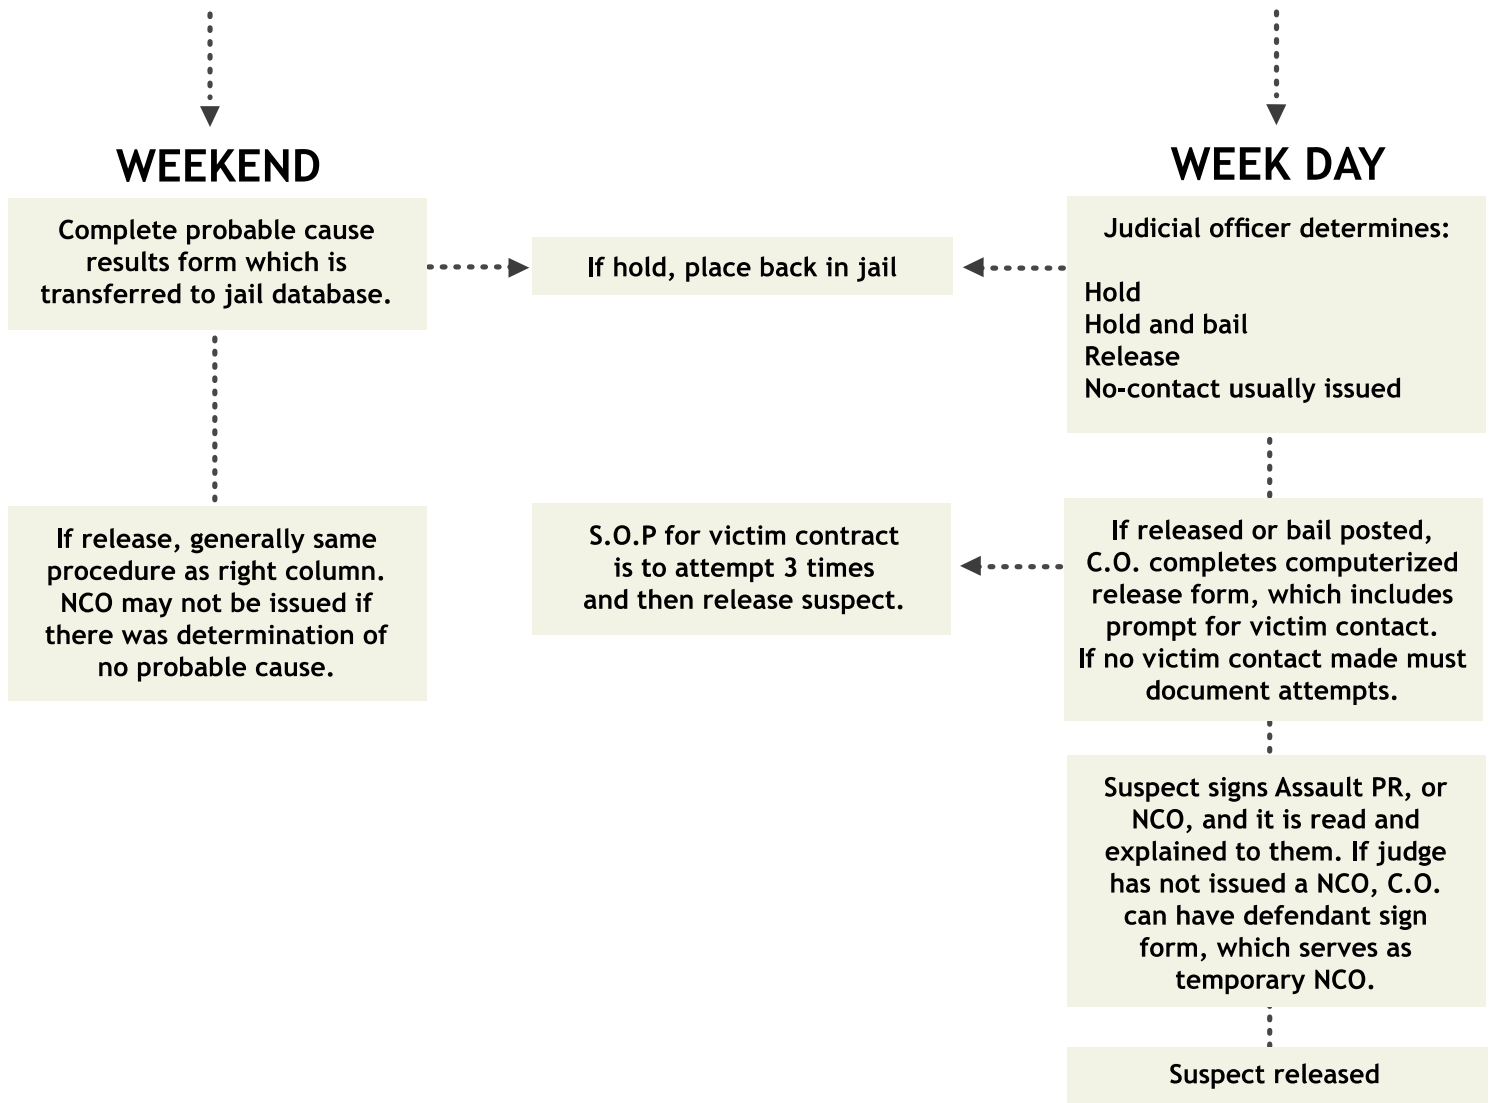 WEEKEND
Complete probable cause
results form which is
transferred to jail database.
If release, generally same
procedure as right column.
NCO may not be issued if
there was determination of
no probable cause.
If hold, place back in jail
S.O.P for victim contract
is to attempt 3 times
and then release suspect.
WEEK DAY
Judicial officer determines:
Hold
Hold and bail
Release
No-contact usually issued
If released or bail posted,
C.O. completes computerized
release form, which includes
prompt for victim contact.
If no victim contact made must
document attempts.
Suspect signs Assault PR, or
NCO, and it is read and
explained to them. If judge
has not issued a NCO, C.O.
can have defendant sign
form, which serves as
temporary NCO.
Suspect released